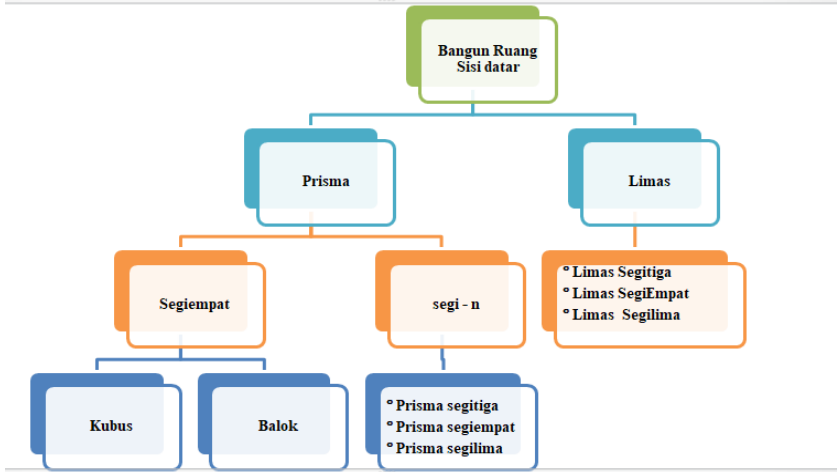 Bangun Ruang
Sisi datar
Prisma
Limas
Segiempat
segi - n
° Limas Segitiga
° Limas SegiEmpat
° Limas Segilima
Kubus
Balok
° Prisma segitiga
° Prisma segiempat
° Prisma segilima